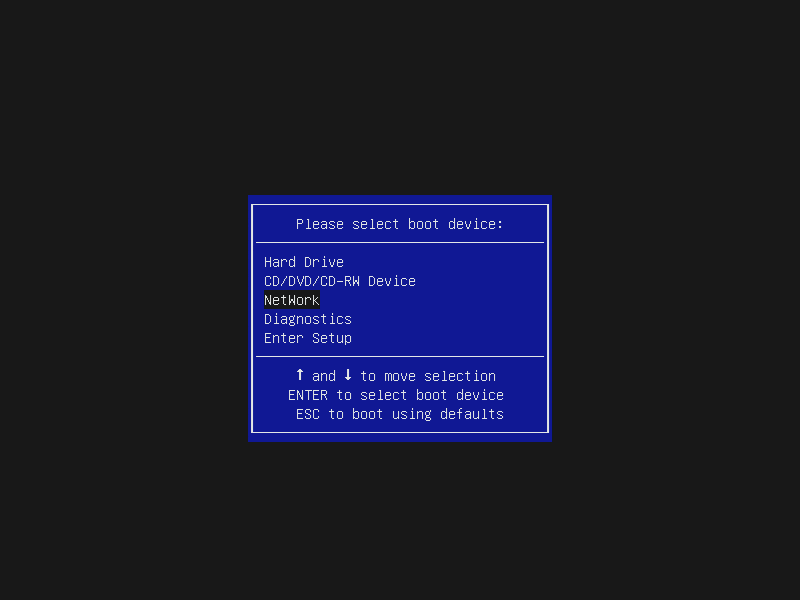 Please select boot device:
Hard Drive
CD/DVD/CD-RW Device
NetWork
Diagnostics
Enter Setup
↑ and ↓ to move selection
ENTER to select boot device
ESC to boot using defaults